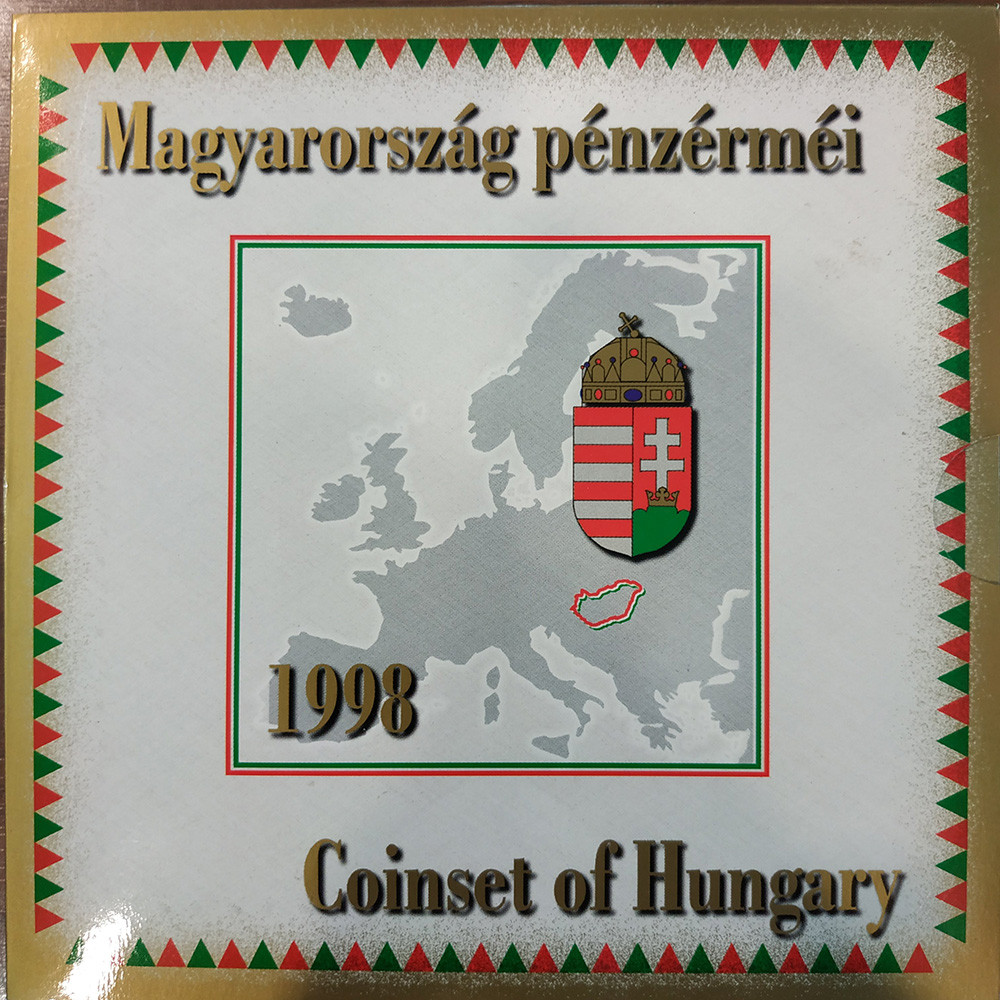 Magyarország pénzérméi
1998
Coinset of Hungary